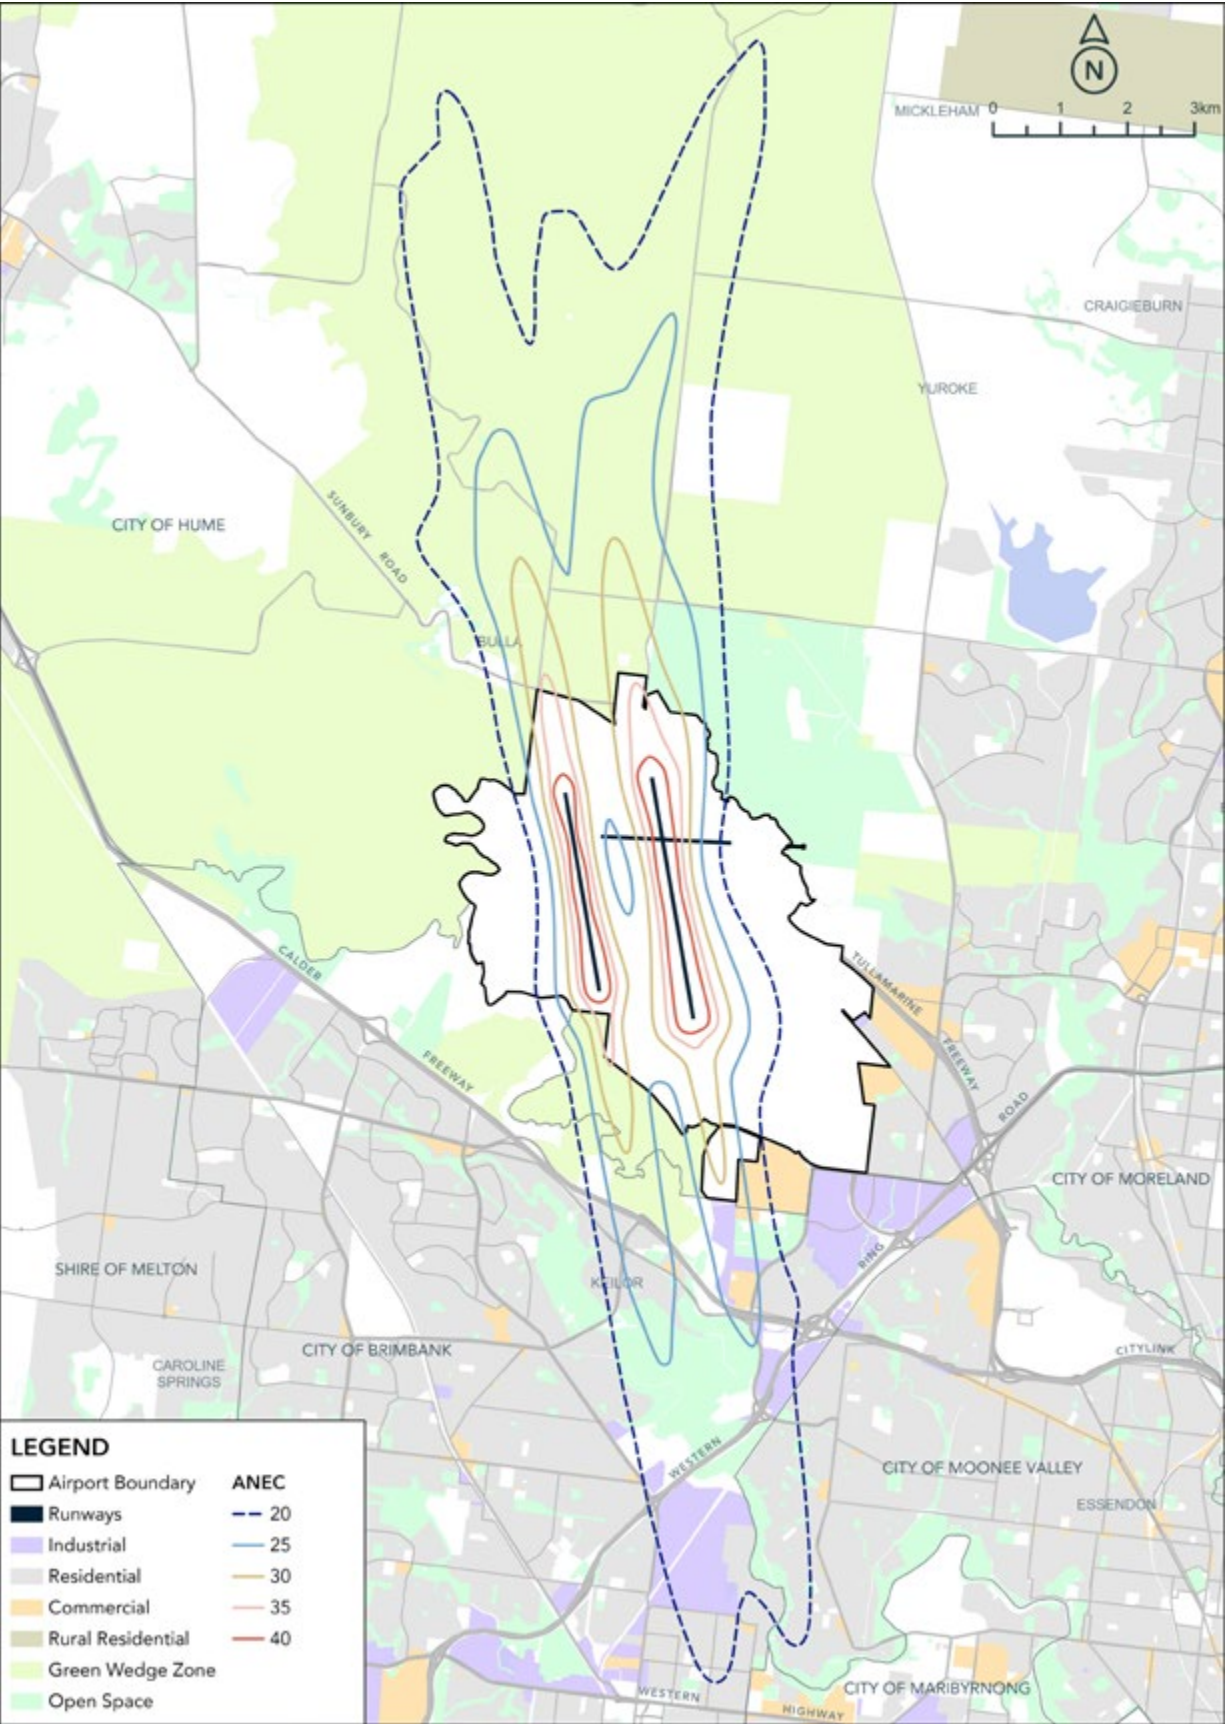 N
MICKLEHAM
0 1 2 3km
CRAIGIEBURN
YUROKE
CITY OF HUME
SUNBURY ROAD
BULLA
CALDER
FREEWAY
TULLAMARINE
FREEWAY
ROAD
CITY OF MORELAND
RING
SHIRE OF MELTON
KEILOR
CITY OF BRIMBANK
CITYLINK
CAROLINE
SPRINGS
WESTERN
CITY OF MOONEE VALLEY
ESSENDON
CITY OF MARIBYRNONG
WESTERN
HIGHWAY
LEGEND
Airport Boundary ANEC
Runways 20
Industrial 25
Residential 30
Commercial 35
Rural Residential 40
Green Wedge Zone
Open Space